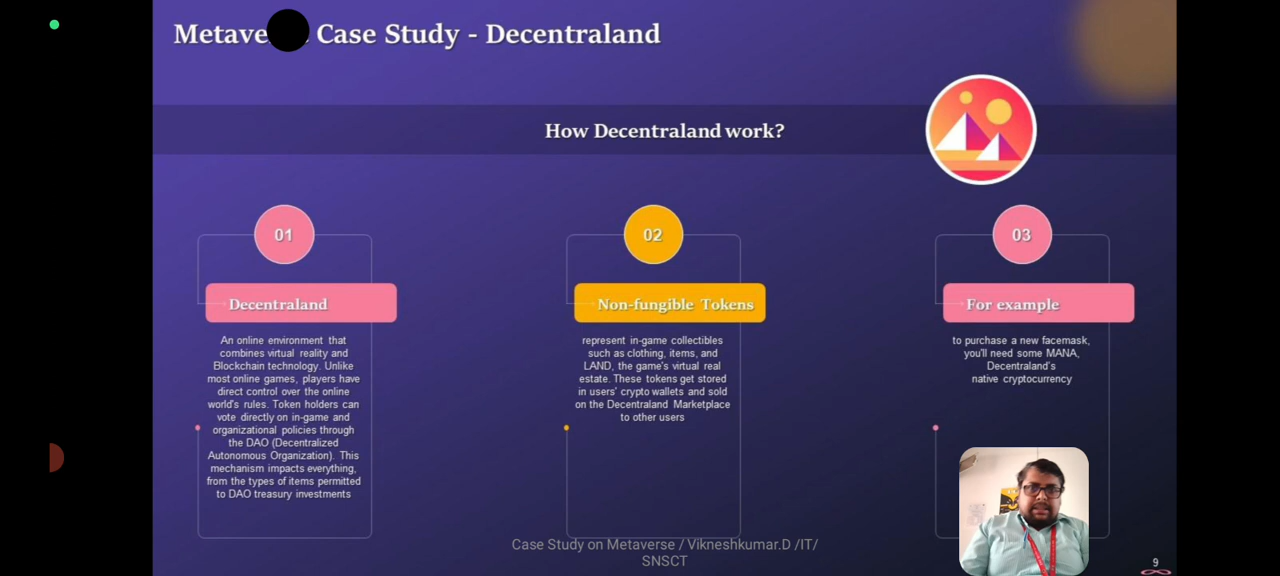 Metave Case Study - Decentraland
How Decentraland work?
01
Decentraland
An online environment that
combines virtual reality and
Blockchain technology. Unlike
most online games, players have
direct control over the online
world's rules. Token holders can
vote directly on in-game and
organizational policies through
the DAO (Decentralized
Autonomous Organization). This
mechanism impacts everything,
from the types of items permitted
to DAO treasury investments
02
Non-fungible Tokens
represent in-game collectibles
such as clothing, items, and
LAND, the game's virtual real
estate. These tokens get stored
in users' crypto wallets and sold
on the Decentraland Marketplace
to other users
03
For example
to purchase a new facemask,
you'll need some MANA,
Decentraland's
native cryptocurrency
Case Study on Metaverse / Vikneshkumar.D /IT/
SNSCT
9